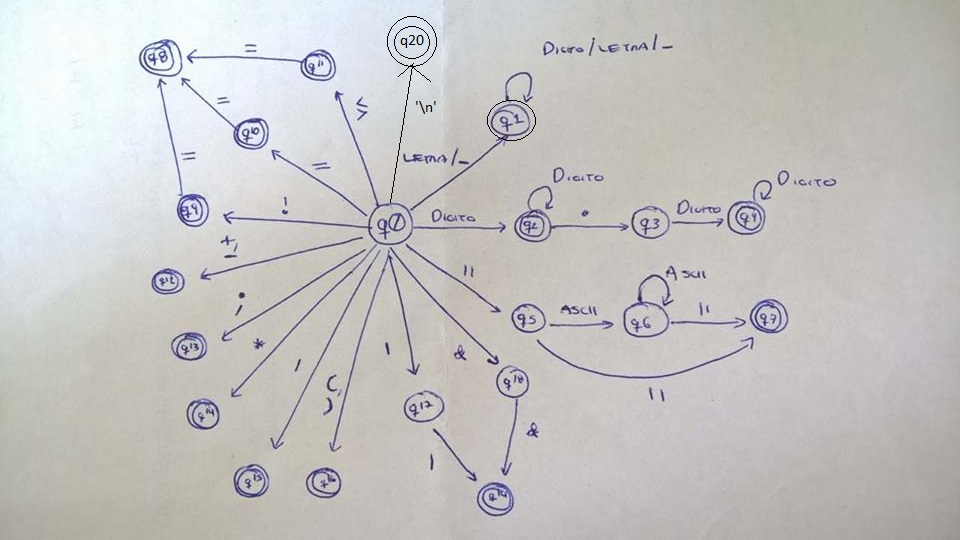 q20
Digito/Letra/_
=
q8
q11
'\n'
<
>
=
q10
q1
=
=
Letra/_
Digito
Digito
q9
!
q0
Digito
q2
.
q3
Digito
q4
+,
-
q12
"
Ascii
;
q5
Ascii
q6
"
q7
q13
*
/
|
&
(,
)
"
q18
q14
q17
&
|
q15
q16